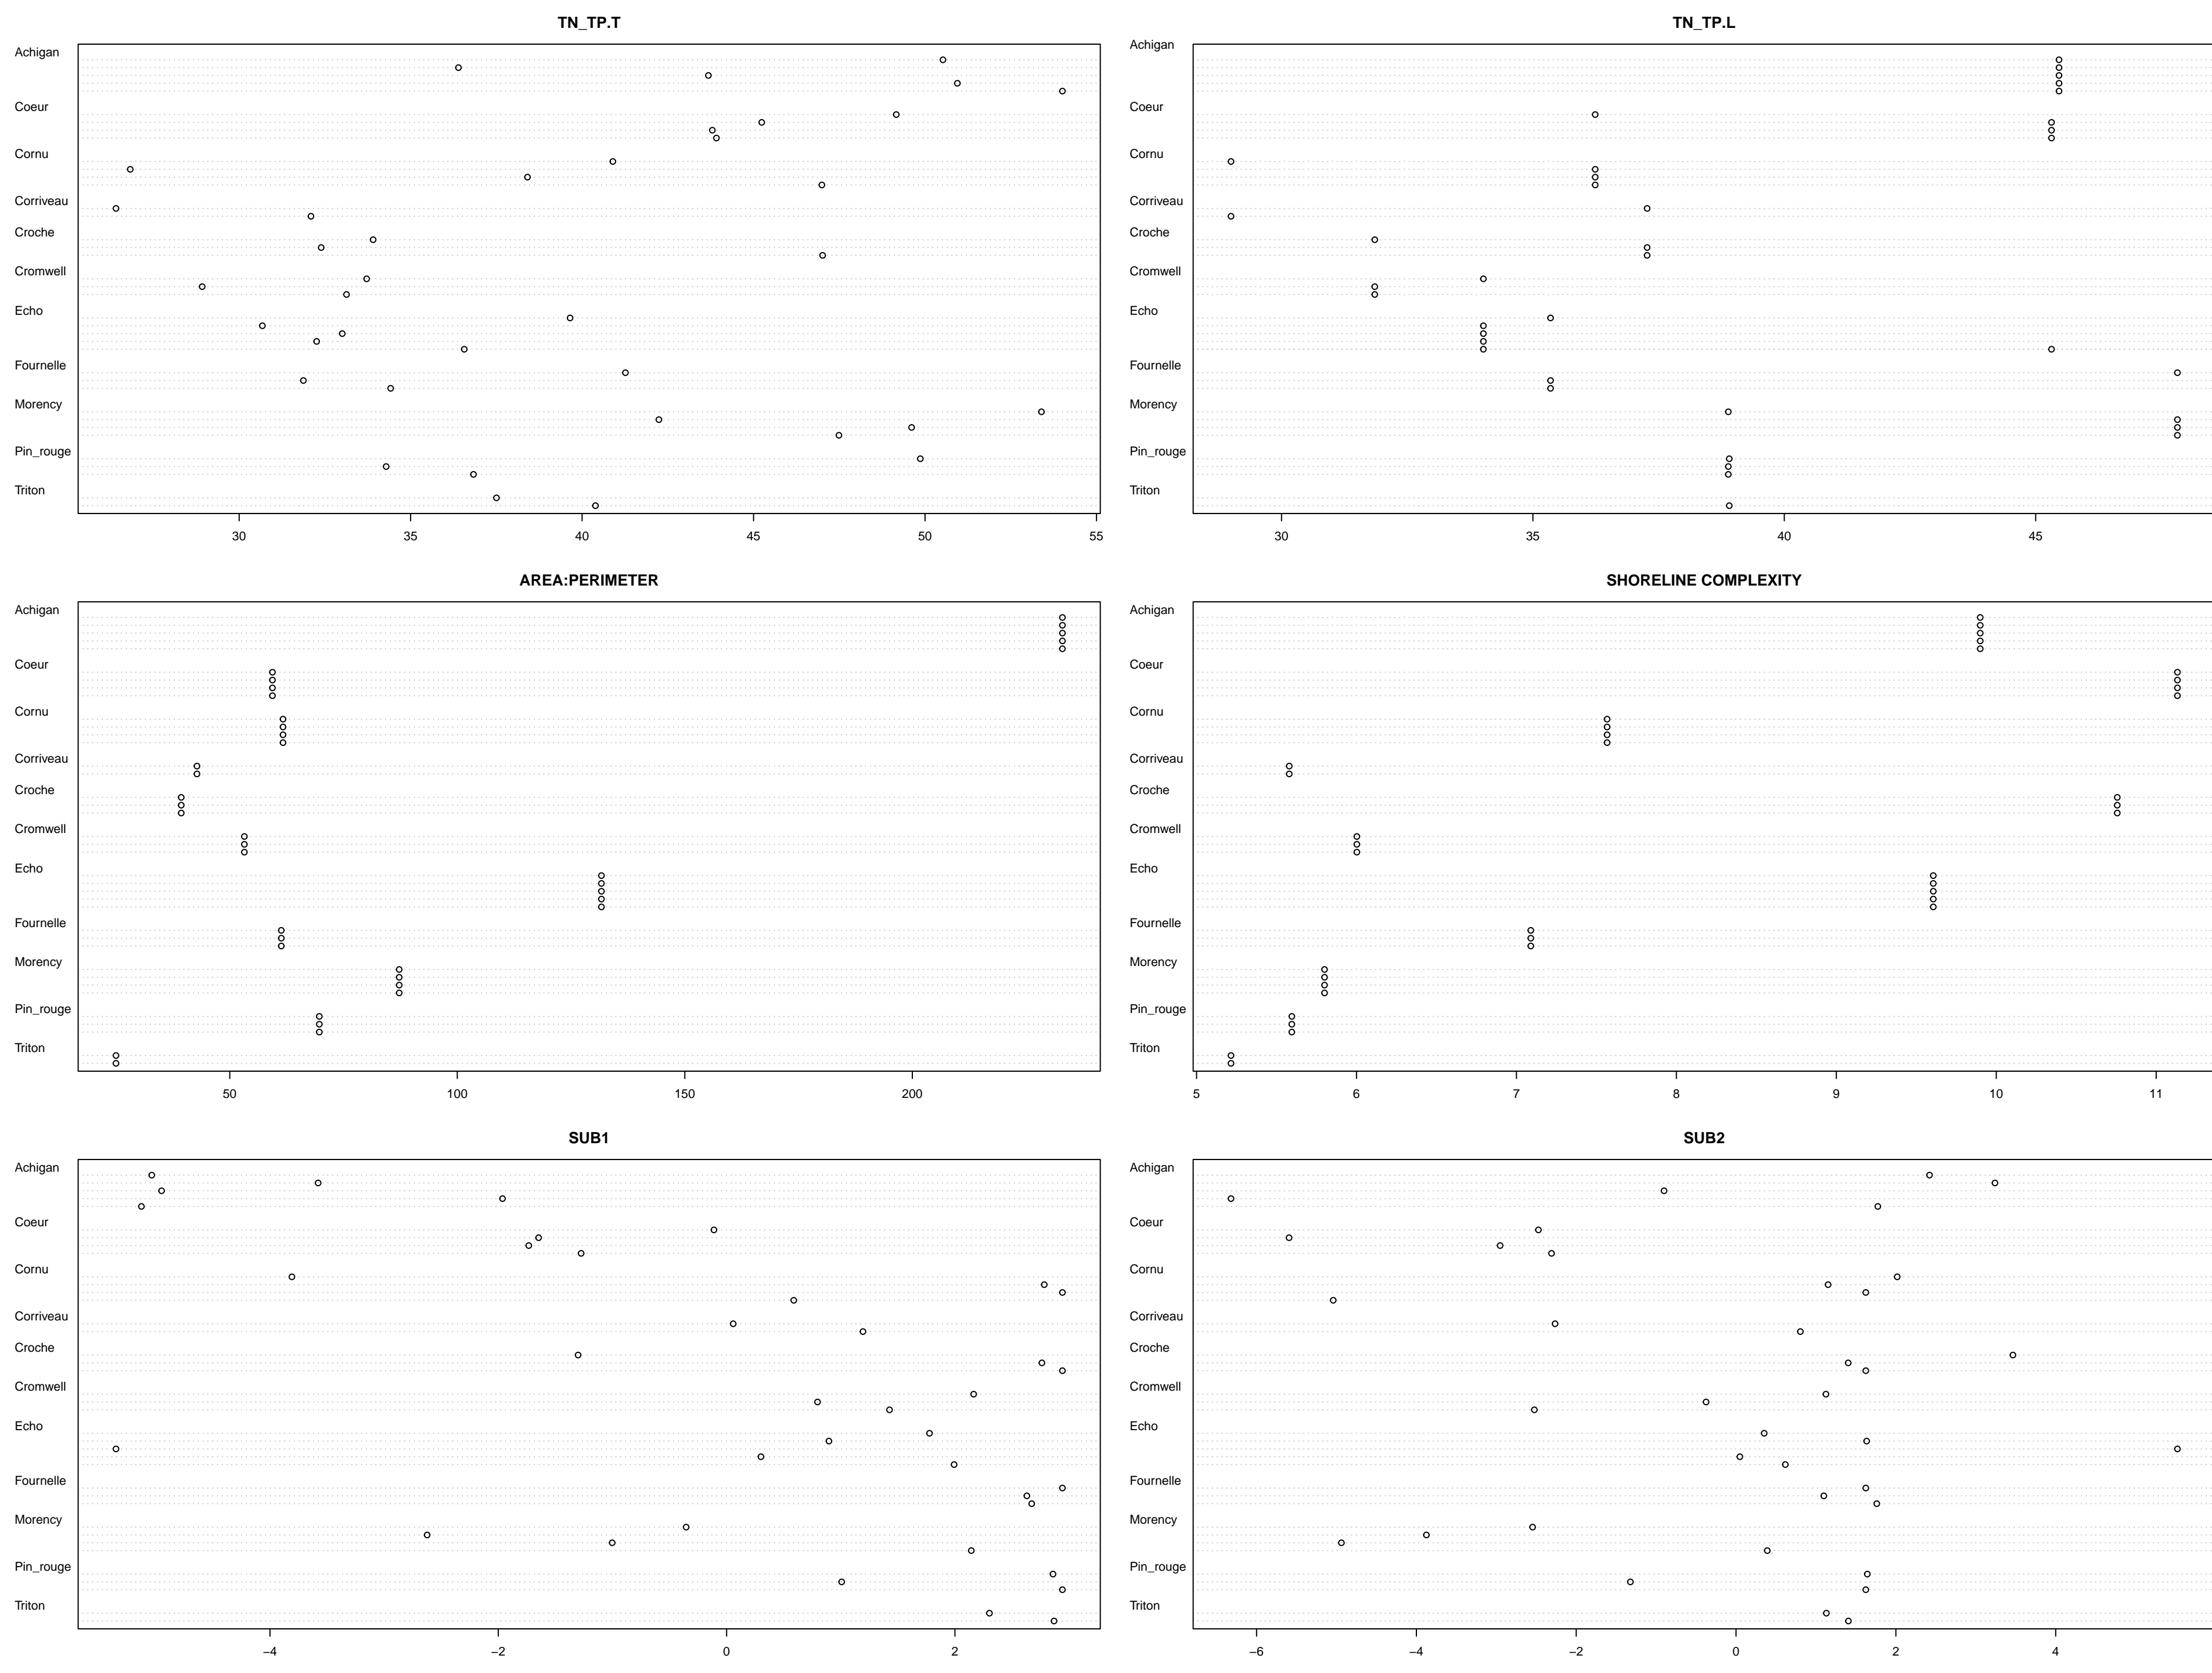 TN_TP.T
Achigan
Coeur
Cornu
Corriveau
Croche
Cromwell
Echo
Fournelle
Morency
Pin_rouge
Triton
30 35 40 45 50 55
TN_TP.L
Achigan
Coeur
Cornu
Corriveau
Croche
Cromwell
Echo
Fournelle
Morency
Pin_rouge
Triton
30 35 40 45
AREA:PERIMETER
Achigan
Coeur
Cornu
Corriveau
Croche
Cromwell
Echo
Fournelle
Morency
Pin_rouge
Triton
50 100 150 200
SHORELINE COMPLEXITY
Achigan
Coeur
Cornu
Corriveau
Croche
Cromwell
Echo
Fournelle
Morency
Pin_rouge
Triton
5 6 7 8 9 10 11
SUB1
Achigan
Coeur
Cornu
Corriveau
Croche
Cromwell
Echo
Fournelle
Morency
Pin_rouge
Triton
−4 −2 0 2
SUB2
Achigan
Coeur
Cornu
Corriveau
Croche
Cromwell
Echo
Fournelle
Morency
Pin_rouge
Triton
−6 −4 −2 0 2 4